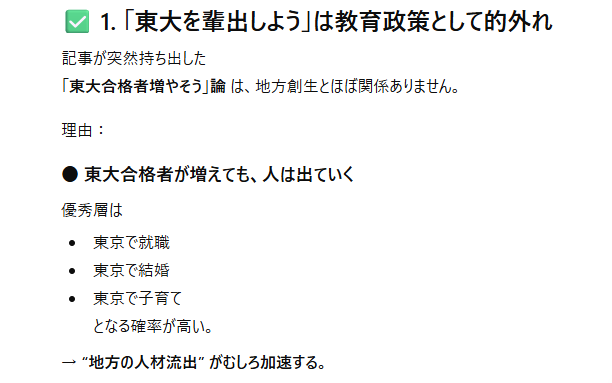 ✅ 1. 「東大を輩出しよう」は教育政策として的外れ
記事が突然持ち出した
「東大合格者増やそう」論 は、地方創生とほぼ関係ありません。
理由：
● 東大合格者が増えても、人は出ていく
優秀層は
• 東京で就職
• 東京で結婚
• 東京で子育て
となる確率が高い。
→ “地方の人材流出” がむしろ加速する。